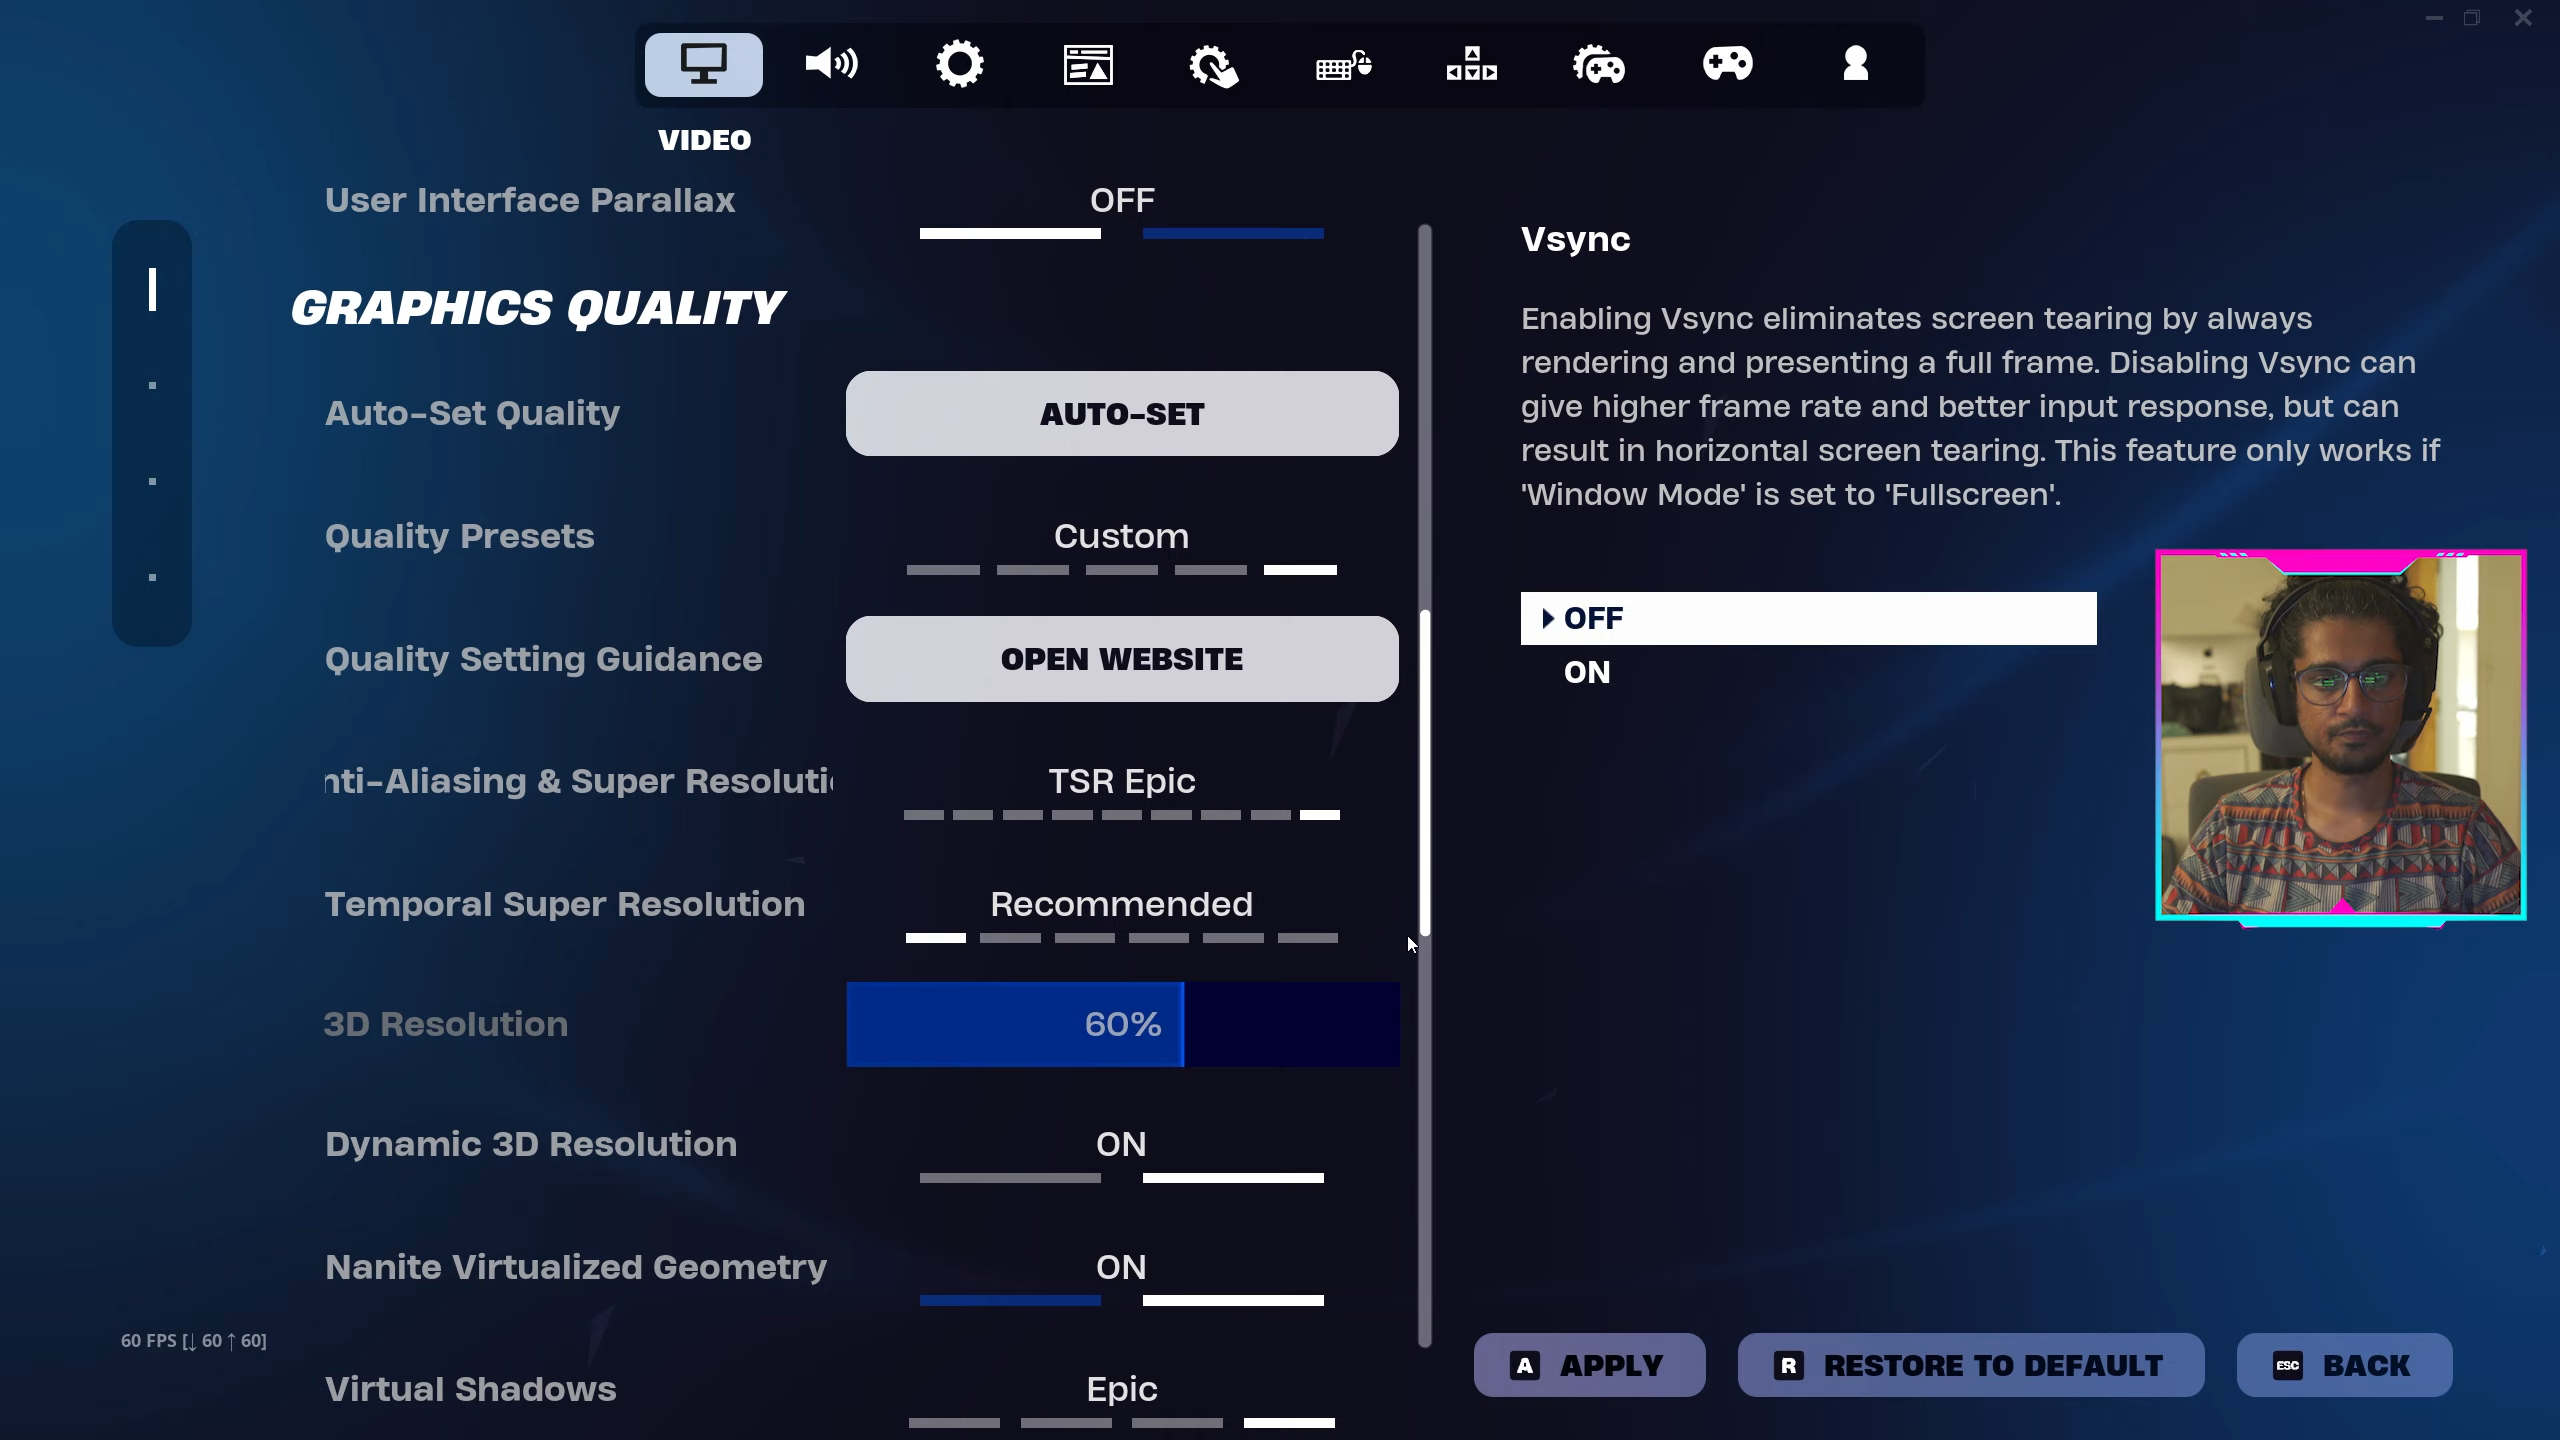 VIDEO
User Interface Parallax
OFF
GRAPHICS QUALITY
Auto-Set Quality
AUTO-SET
Quality Presets
Custom
Quality Setting Guidance
OPEN WEBSITE
nti-Aliasing & Super Resolutio
TSR Epic
Temporal Super Resolution
Recommended
3D Resolution
60%
Dynamic 3D Resolution
ON
Nanite Virtualized Geometry
ON
Virtual Shadows
Epic
60 FPS [↓ 60 ↑ 60]
Vsync
Enabling Vsync eliminates screen tearing by always
rendering and presenting a full frame. Disabling Vsync can
give higher frame rate and better input response, but can
result in horizontal screen tearing. This feature only works if
'Window Mode' is set to 'Fullscreen'.
OFF
ON
A APPLY
R RESTORE TO DEFAULT
ESC BACK